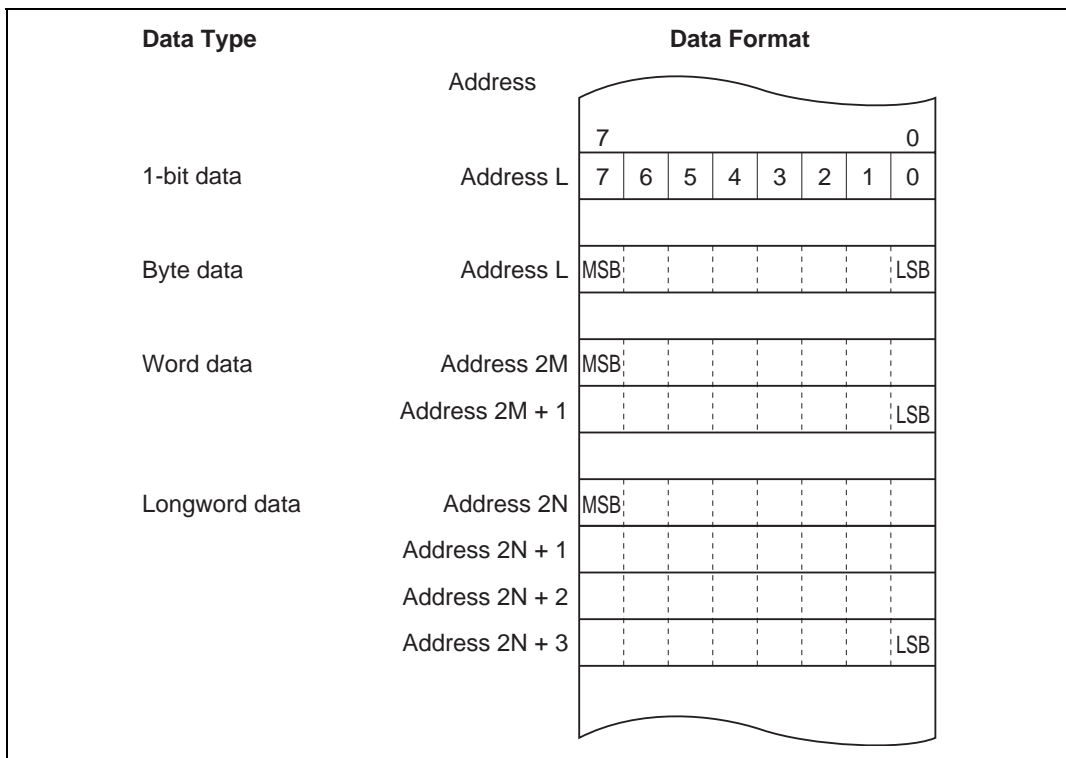 Data Type Data Format
Address
7 0
1-bit data Address L 7 6 5 4 3 2 1 0
Byte data Address L MSB LSB
Word data Address 2M MSB
Address 2M + 1 LSB
Longword data Address 2N MSB
Address 2N + 1
Address 2N + 2
Address 2N + 3 LSB